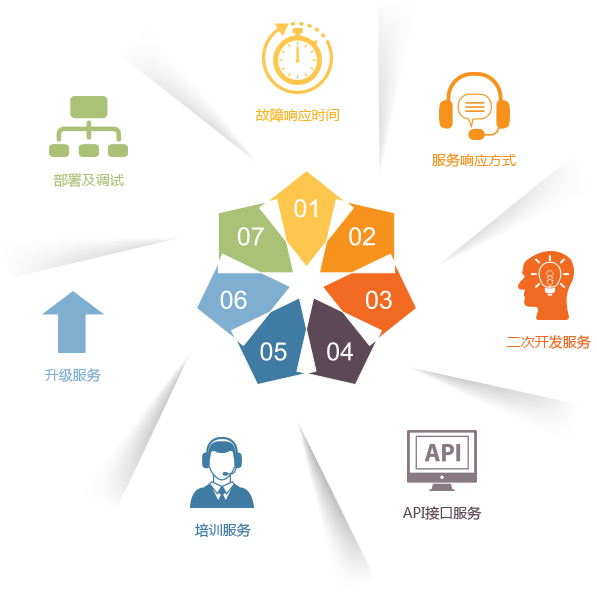 故障响应时间
服务响应方式
部署及调试
01
07
02
06
03
05
04
二次开发服务
升级服务
API
API接口服务
培训服务